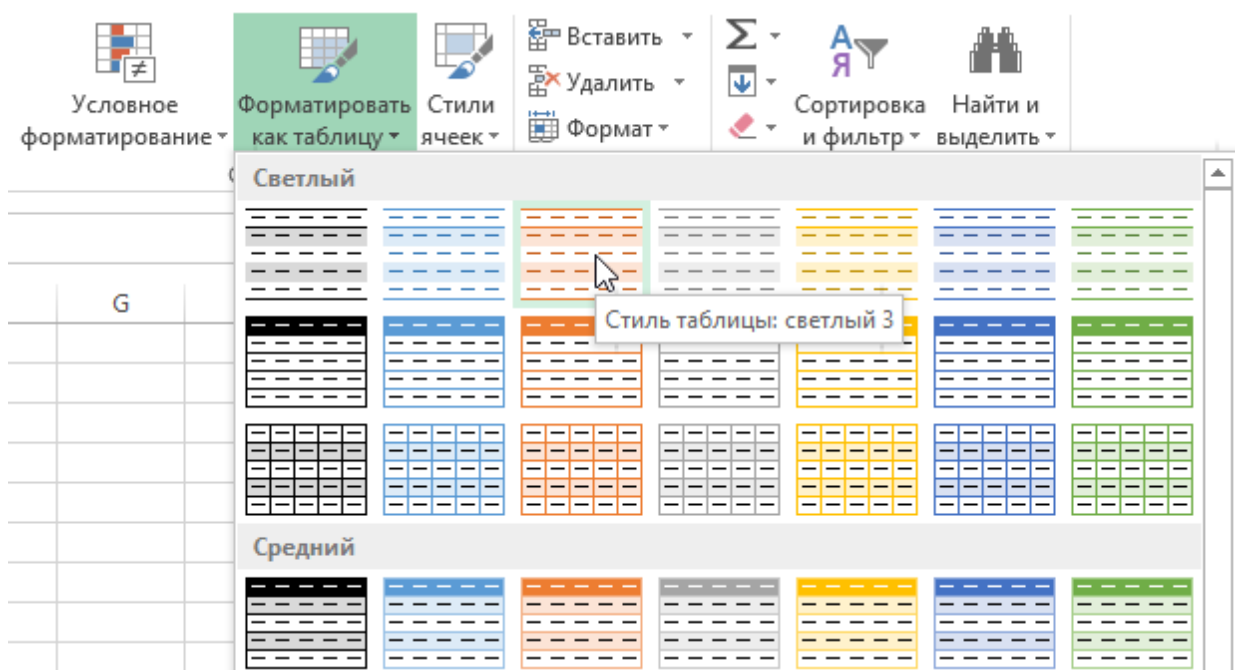 Условное
форматирование
Форматировать
как таблицу
Стили
ячеек
Вставить
Удалить
Формат
Σ
А
Я
Сортировка
и фильтр
Найти и
выделить
Светлый
G
Стиль таблицы: светлый 3
Средний